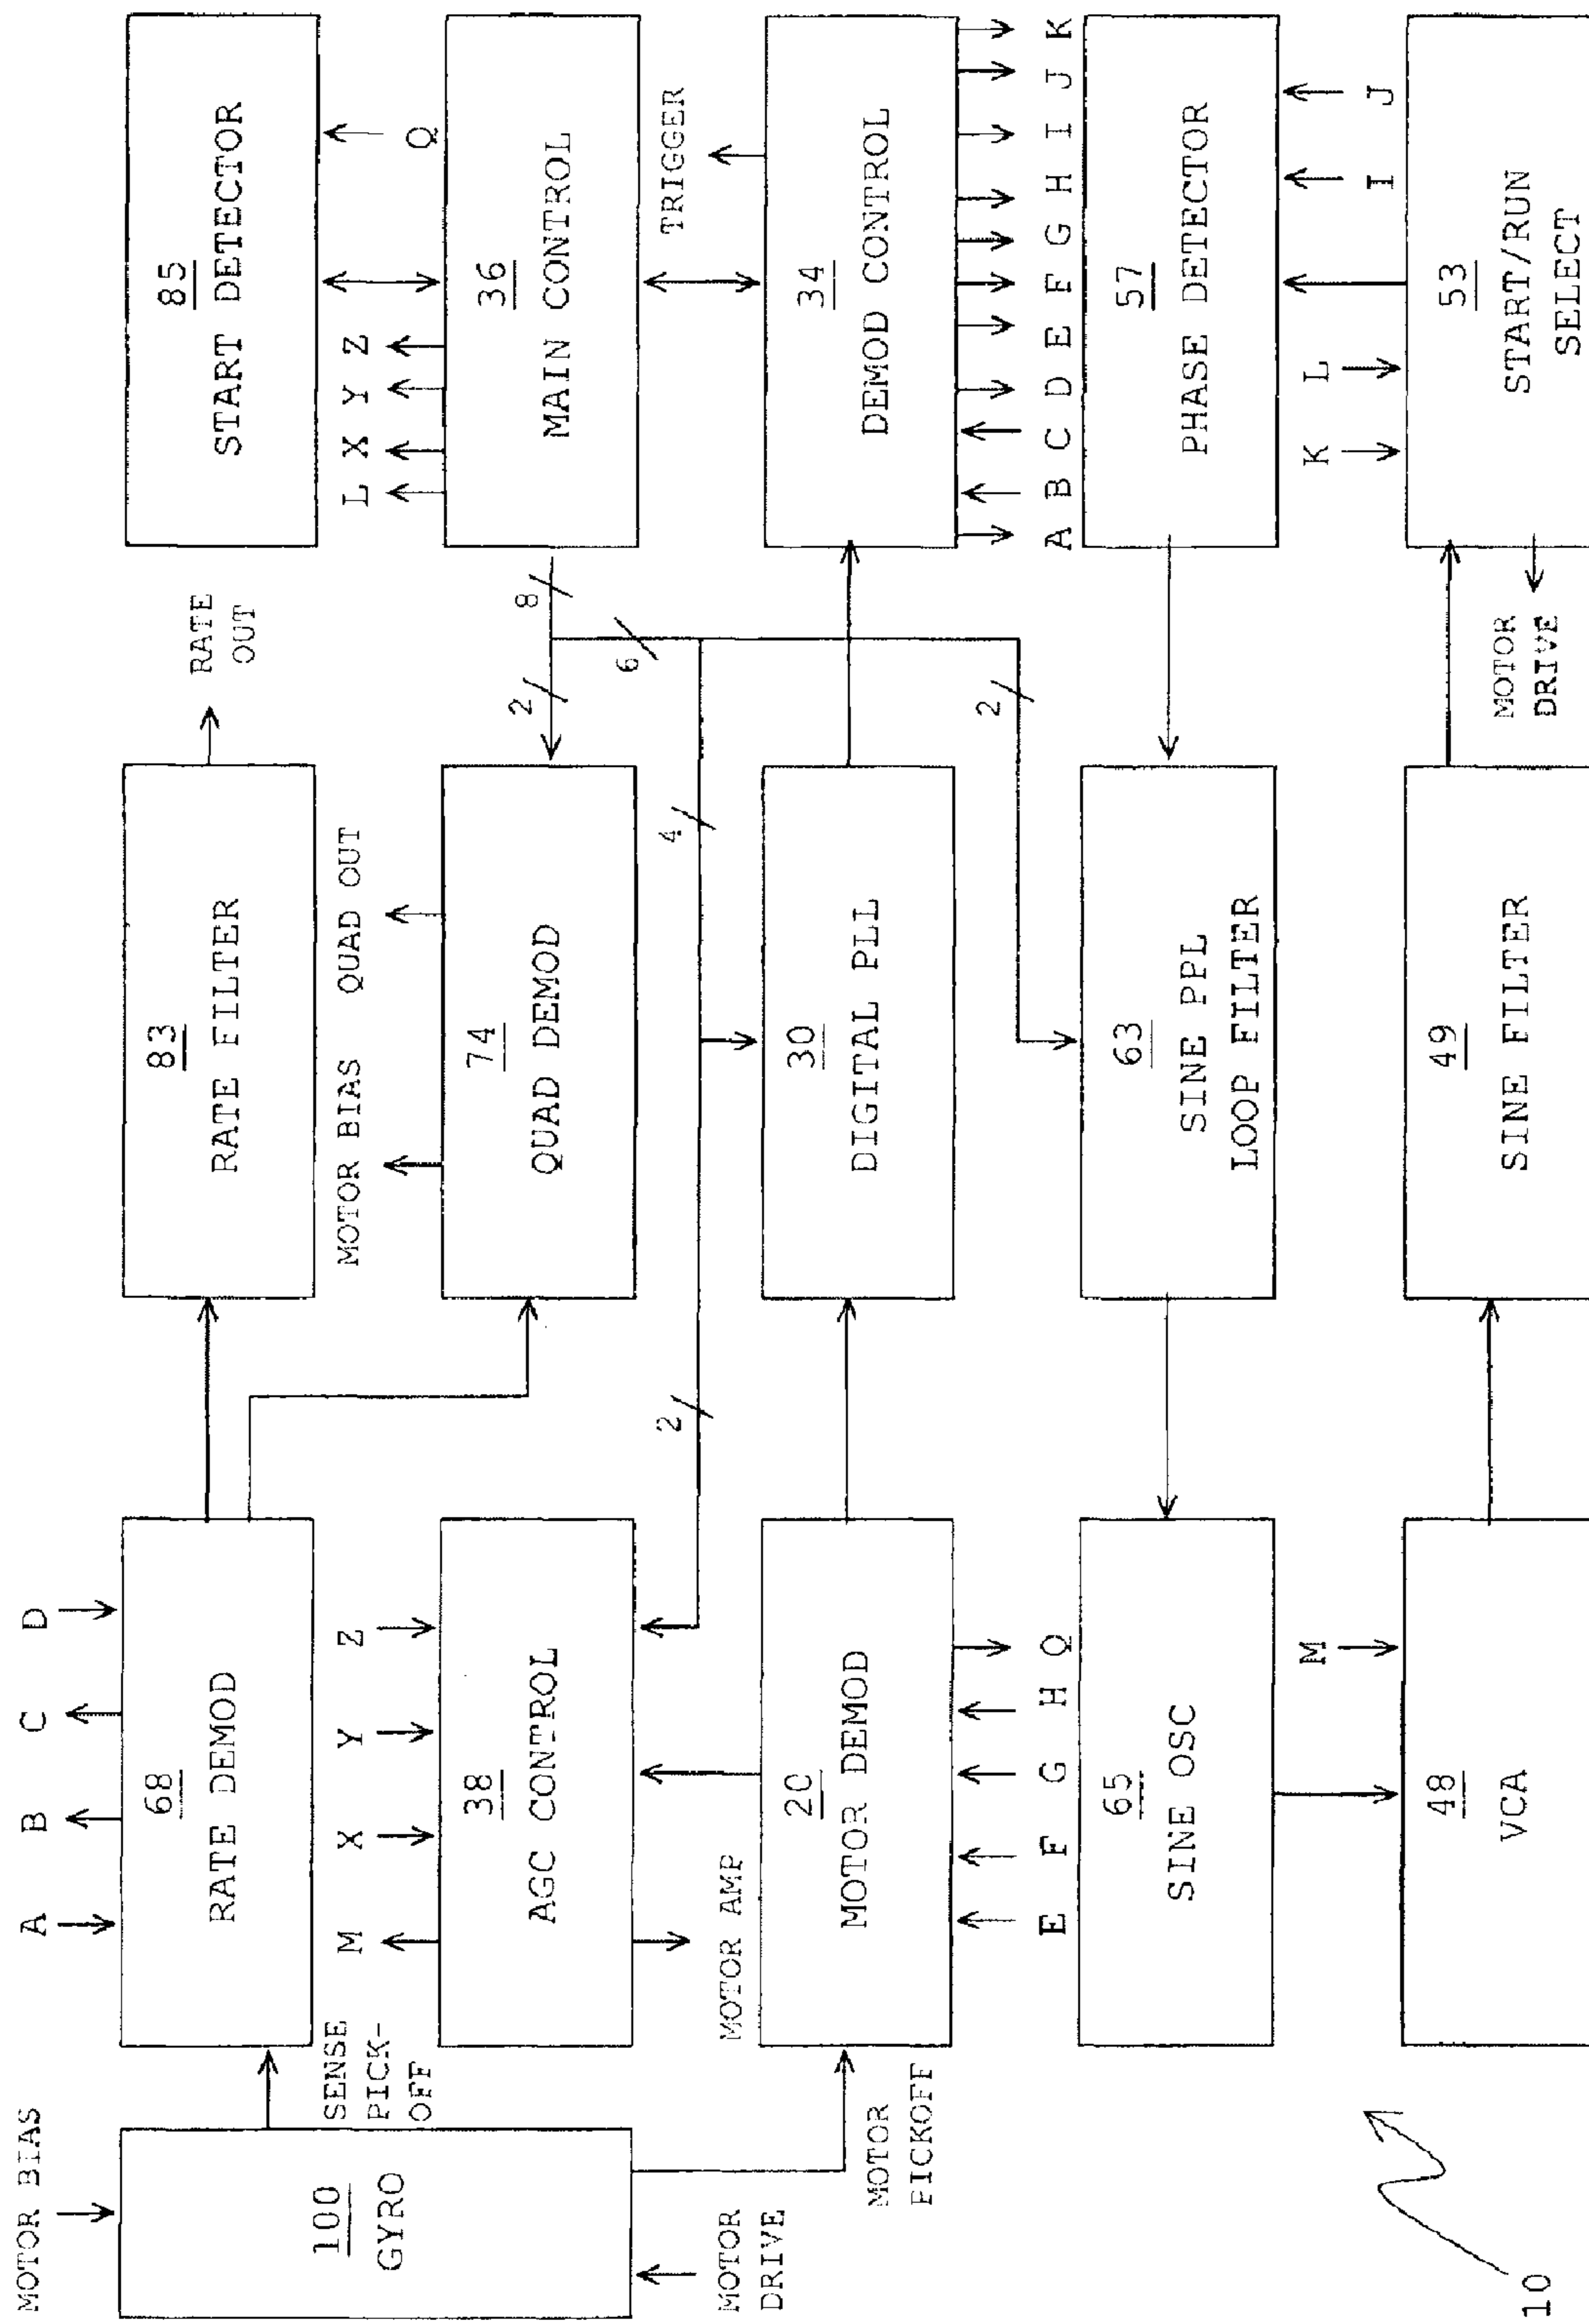 MOTOR BIAS
100
GYRO
MOTOR
DRIVE
SENSE
PICK-
OFF
MOTOR
PICKOFF
A B C D
68
RATE DEMOD
M X Y Z
38
AGC CONTROL
MOTOR AMP
20
MOTOR DEMOD
E F G H Q
65
SINE OSC
M
48
VCA
83
RATE FILTER
RATE
OUT
MOTOR BIAS
QUAD OUT
74
QUAD DEMOD
30
DIGITAL PLL
63
SINE PPL
LOOP FILTER
49
SINE FILTER
2
4
2
6
2
8
85
START DETECTOR
L X Y Z
Q
36
MAIN CONTROL
TRIGGER
34
DEMOD CONTROL
A B C D E F G H I J K
57
PHASE DETECTOR
K L
I J
53
START/RUN
SELECT
MOTOR
DRIVE
10